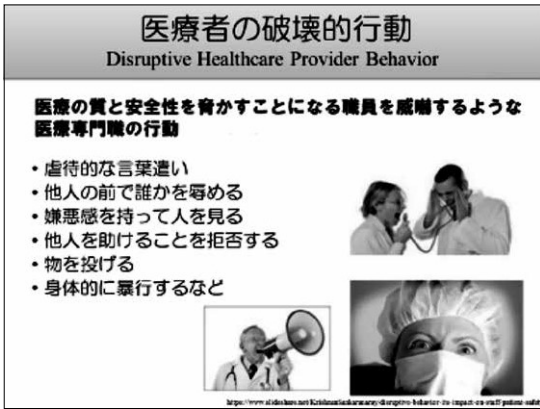 医療者の破壊的行動
Disruptive Healthcare Provider Behavior
医療の質と安全性を脅かすことになる職員を威嚇するような
医療専門職の行動
・虐待的な言葉遣い
・他人の前で誰かを辱める
・嫌悪感を持って人を見る
・他人を助けることを拒否する
・物を投げる
・身体的に暴行するなど